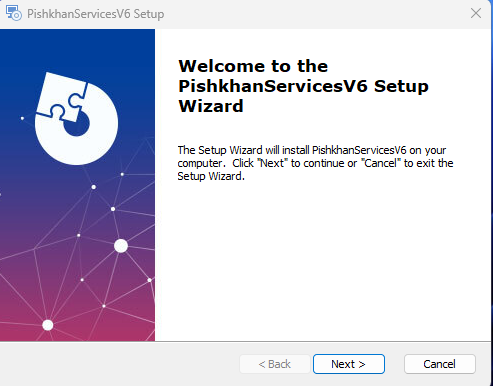 PishkhanServicesV6 Setup
Welcome to the
PishkhanServicesV6 Setup
Wizard
The Setup Wizard will install PishkhanServicesV6 on your
computer. Click "Next" to continue or "Cancel" to exit the
Setup Wizard.
< Back Next > Cancel